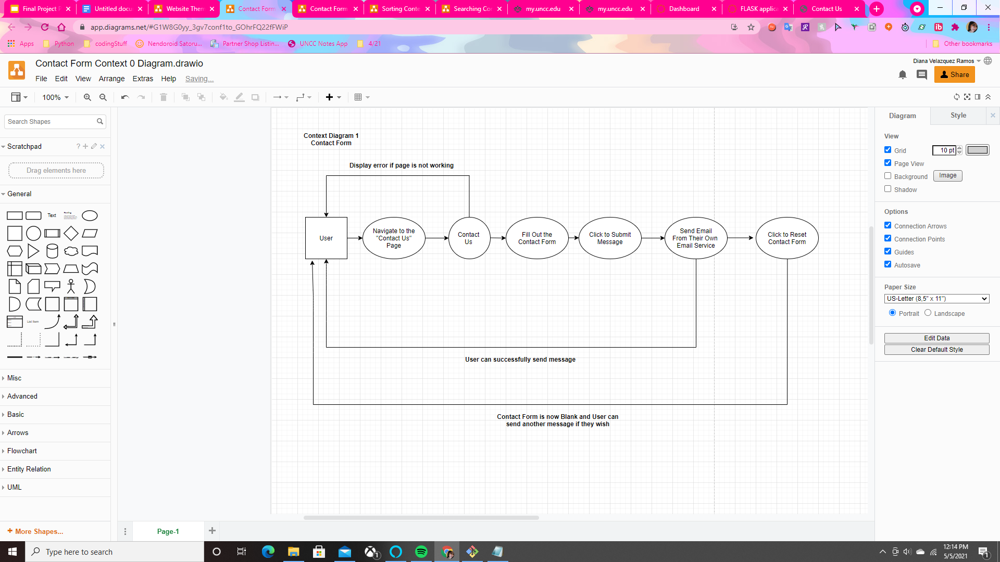 Final Project P
Untitled docu
Website Them
Contact Form
Contact Form
Sorting Conte
Searching Con
my.uncc.edu
my.uncc.edu
Dashboard
FLASK applica
Contact Us
app.diagrams.net/#G1W8G0yy_3gv7conf1to_GOhrFQ22fFWiP
Apps
Python
codingStuff
Nendoroid Satoru...
Partner Shop Listin...
UNCC Notes App
4/21
Other bookmarks
Contact Form Context 0 Diagram.drawio
Diana Velazquez Ramos
File Edit View Arrange Extras Help Saving...
Share
100%
Search Shapes
Scratchpad
?
Drag elements here
General
Text
Heading
List Item
Misc
Advanced
Basic
Arrows
Flowchart
Entity Relation
UML
+ More Shapes...
Context Diagram 1
Contact Form
Display error if page is not working
User
Navigate to the
"Contact Us"
Page
Contact
Us
Fill Out the
Contact Form
Click to Submit
Message
Send Email
From Their Own
Email Service
Click to Reset
Contact Form
User can successfully send message
Contact Form is now Blank and User can
send another message if they wish
Page-1
Diagram
Style
View
Grid
10 pt
Page View
Background
Image
Shadow
Options
Connection Arrows
Connection Points
Guides
Autosave
Paper Size
US-Letter (8,5" x 11")
Portrait
Landscape
Edit Data
Clear Default Style
Type here to search
1
12:14 PM
5/5/2021
1